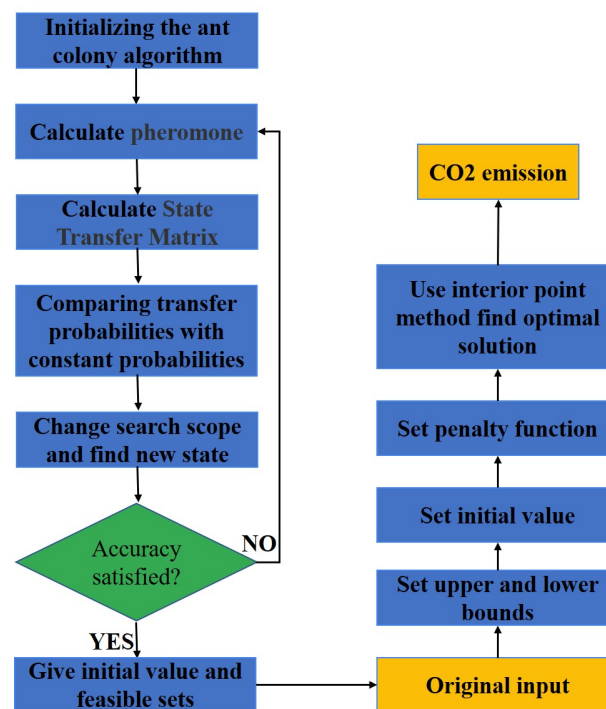 Initializing the ant
colony algorithm
Calculate pheromone
Calculate State
Transfer Matrix
Comparing transfer
probabilities with
constant probabilities
Change search scope
and find new state
Accuracy
satisfied?
NO
YES
Give initial value and
feasible sets
Original input
Set upper and lower
bounds
Set initial value
Set penalty function
Use interior point
method find optimal
solution
CO2 emission